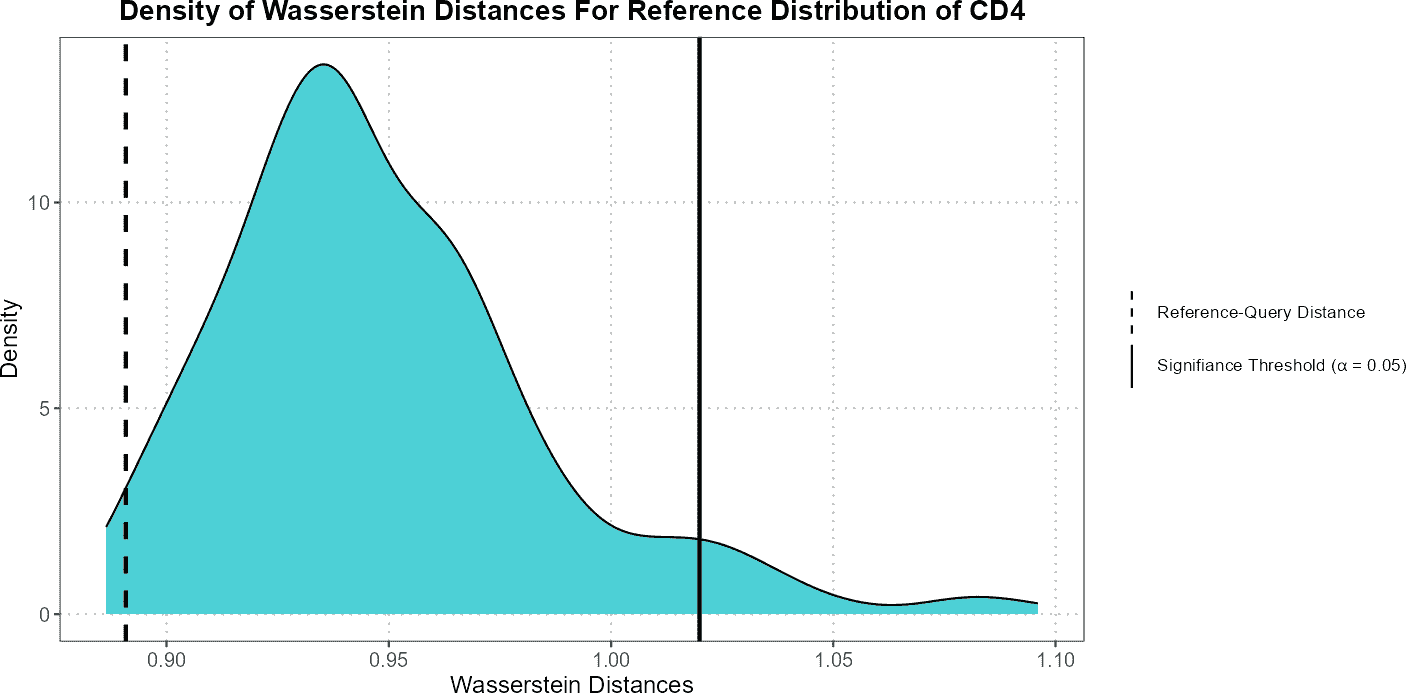 Density of Wasserstein Distances For Reference Distribution of CD4
Density
10
5
0
0.90
0.95
1.00
1.05
1.10
Wasserstein Distances
Reference-Query Distance
Signifiance Threshold (α = 0.05)